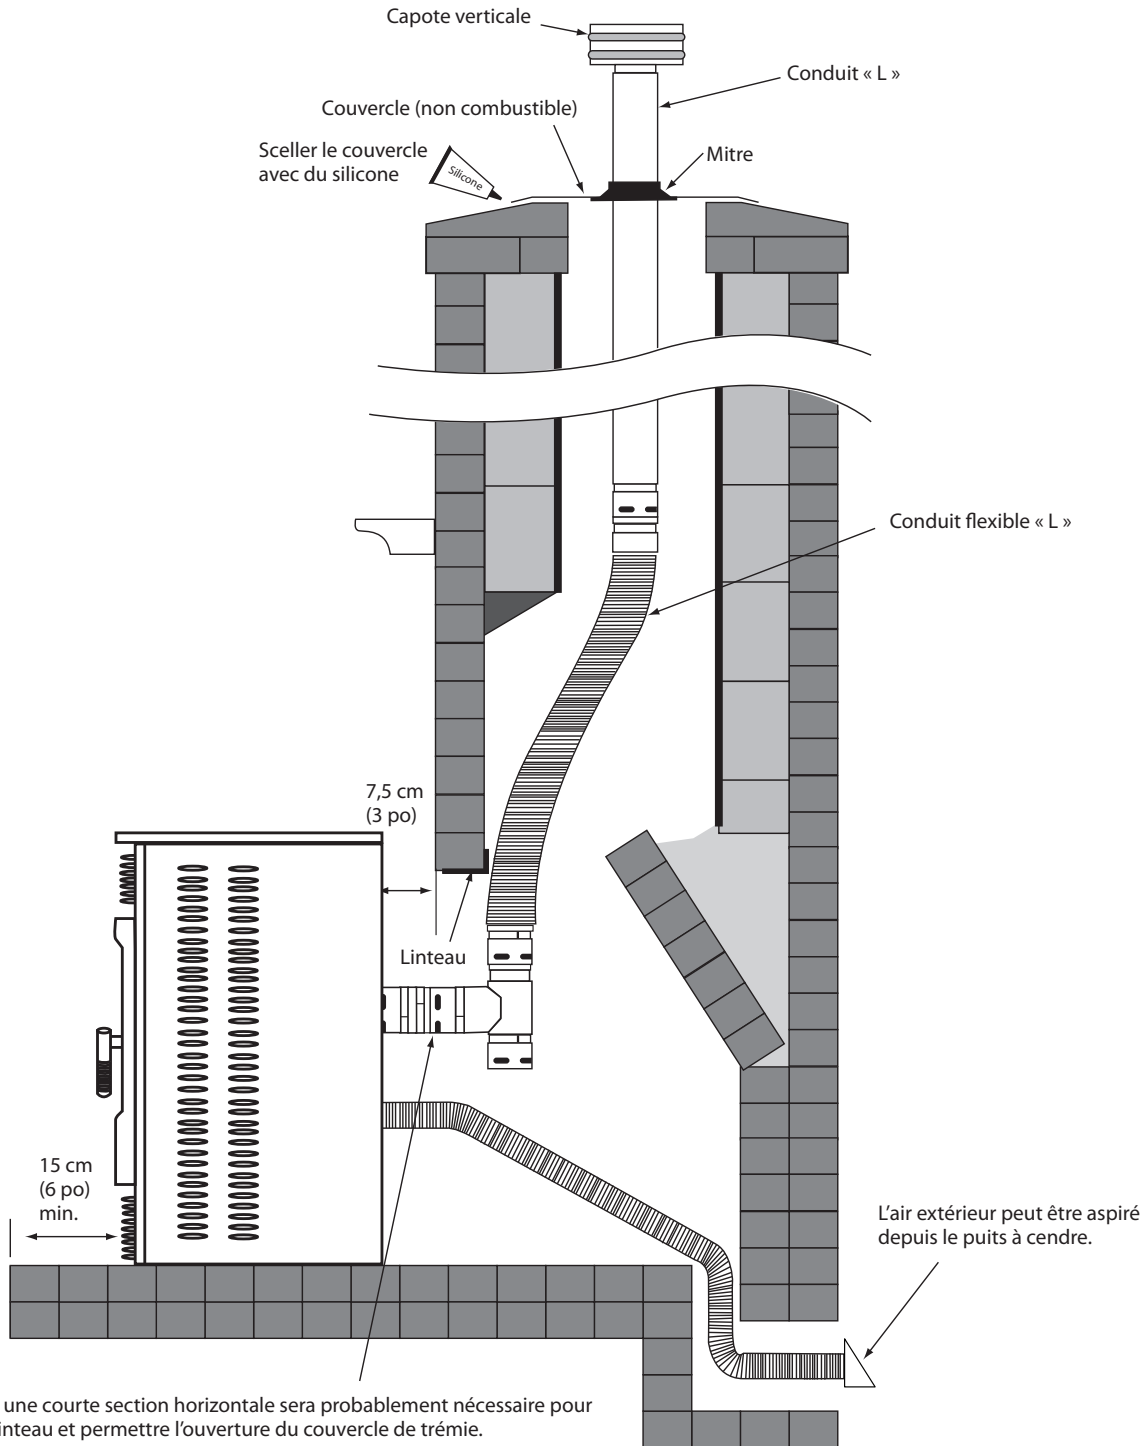 Capote verticale
Conduit « L »
Couvercle (non combustible)
Sceller le couvercle
avec du silicone
Silicone
Mitre
Conduit flexible « L »
7,5 cm
(3 po)
Linteau
15 cm
(6 po)
min.
L'air extérieur peut être aspiré
depuis le puits à cendre.
une courte section horizontale sera probablement nécessaire pour
et permettre l'ouverture du couvercle de trémie.